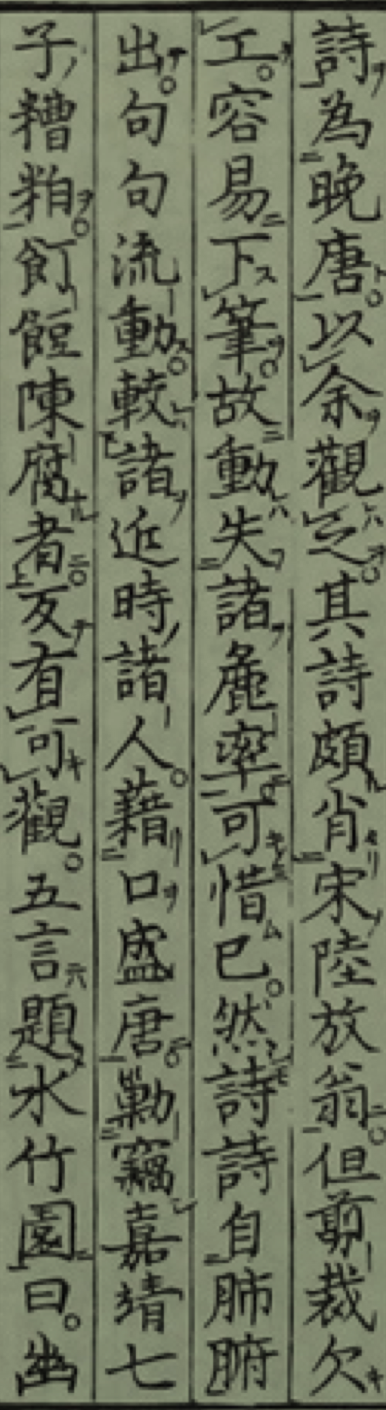 詩為晚唐以余觀之其詩頗肖宋陸放翁但剪裁欠
工容易下筆故動失諸麁率可惜已然詩詩自肺腑
出句句流動較諸近時諸人藉口盛唐勦竊嘉靖七
子糟粕飣餖陳腐者反有可觀五言題水竹園曰幽